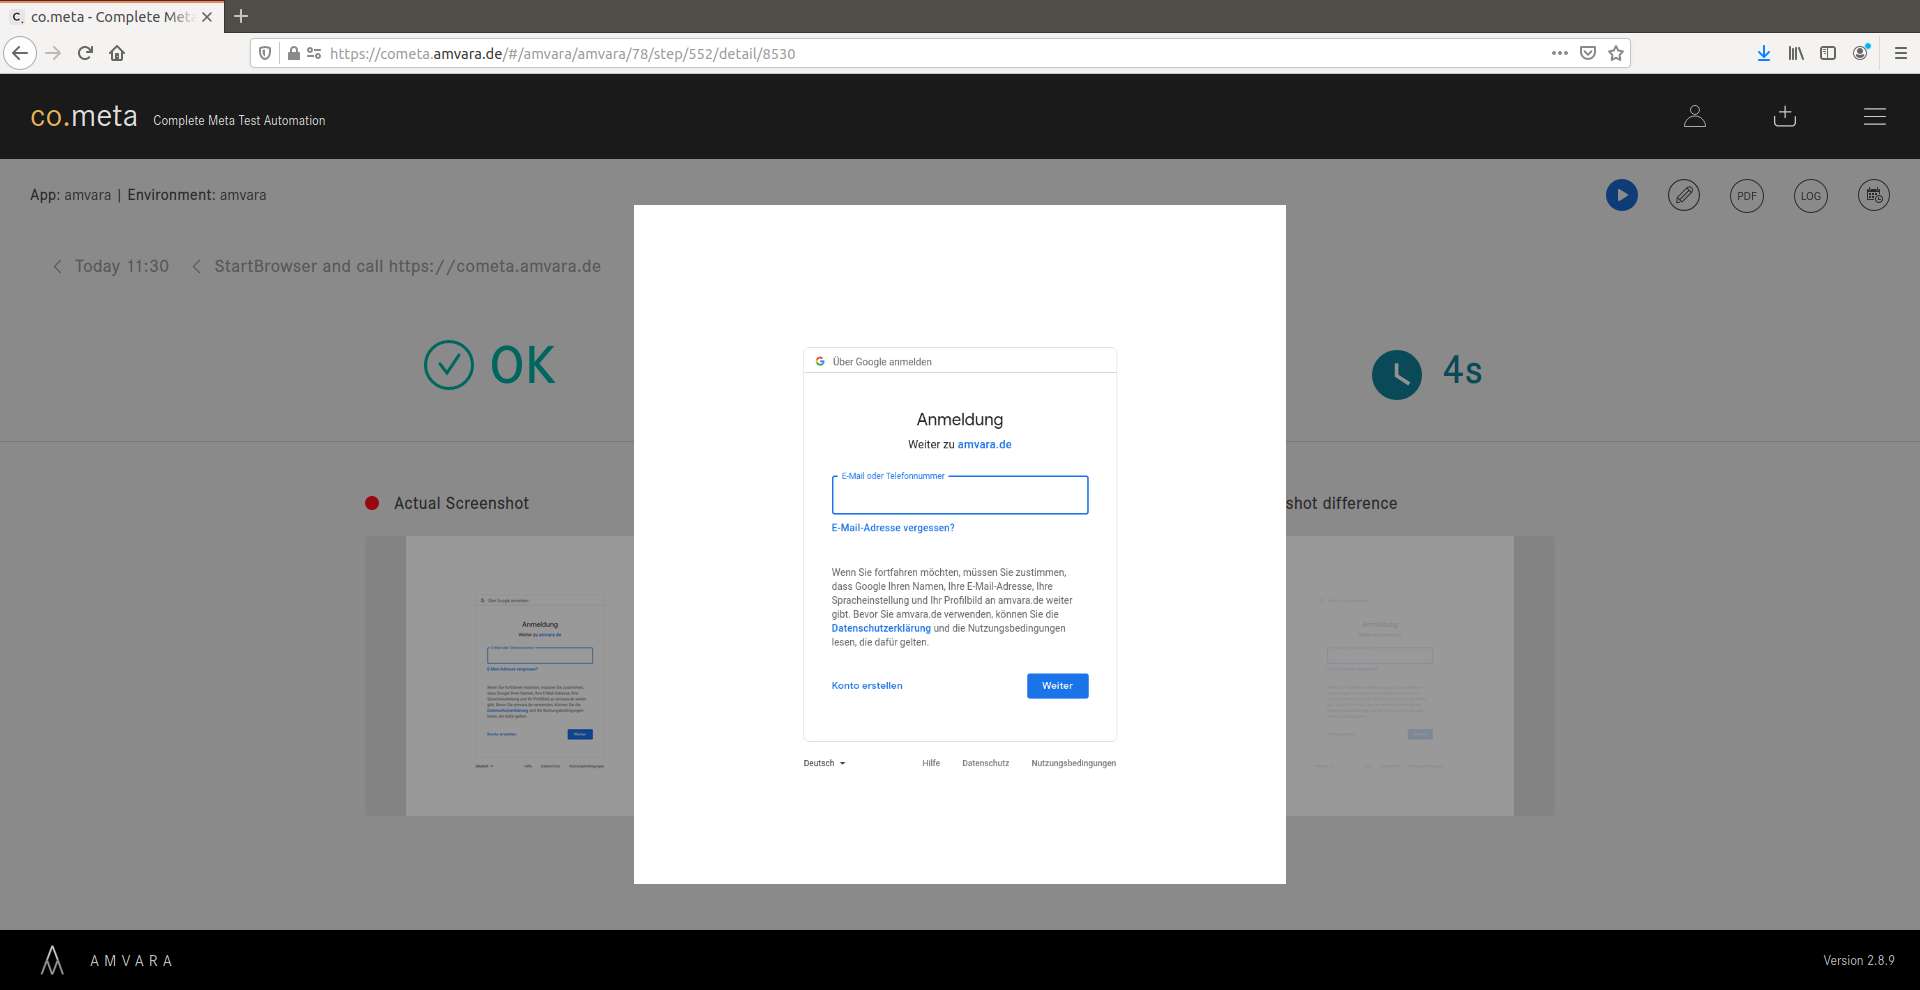 C. co.meta - Complete Met
https://cometa.amvara.de/#/amvara/amvara/78/step/552/detail/8530
co.meta Complete Meta Test Automation
App: amvara | Environment: amvara
PDF
LOG
Today 11:30
StartBrowser and call https://cometa.amvara.de
OK
4s
Actual Screenshot
shot difference
Über Google anmelden
Anmeldung
Weiter zu amvara.de
E-Mail oder Telefonnummer
E-Mail-Adresse vergessen?
Wenn Sie fortfahren möchten, müssen Sie zustimmen,
dass Google Ihren Namen, Ihre E-Mail-Adresse, Ihre
Spracheinstellung und Ihr Profilbild an amvara.de weiter
gibt. Bevor Sie amvara.de verwenden, können Sie die
Datenschutzerklärung und die Nutzungsbedingungen
lesen, die dafür gelten.
Konto erstellen
Weiter
Deutsch
Hilfe
Datenschutz
Nutzungsbedingungen
Anmeldung
Weiter zu amvara.de
AMVARA
Version 2.8.9